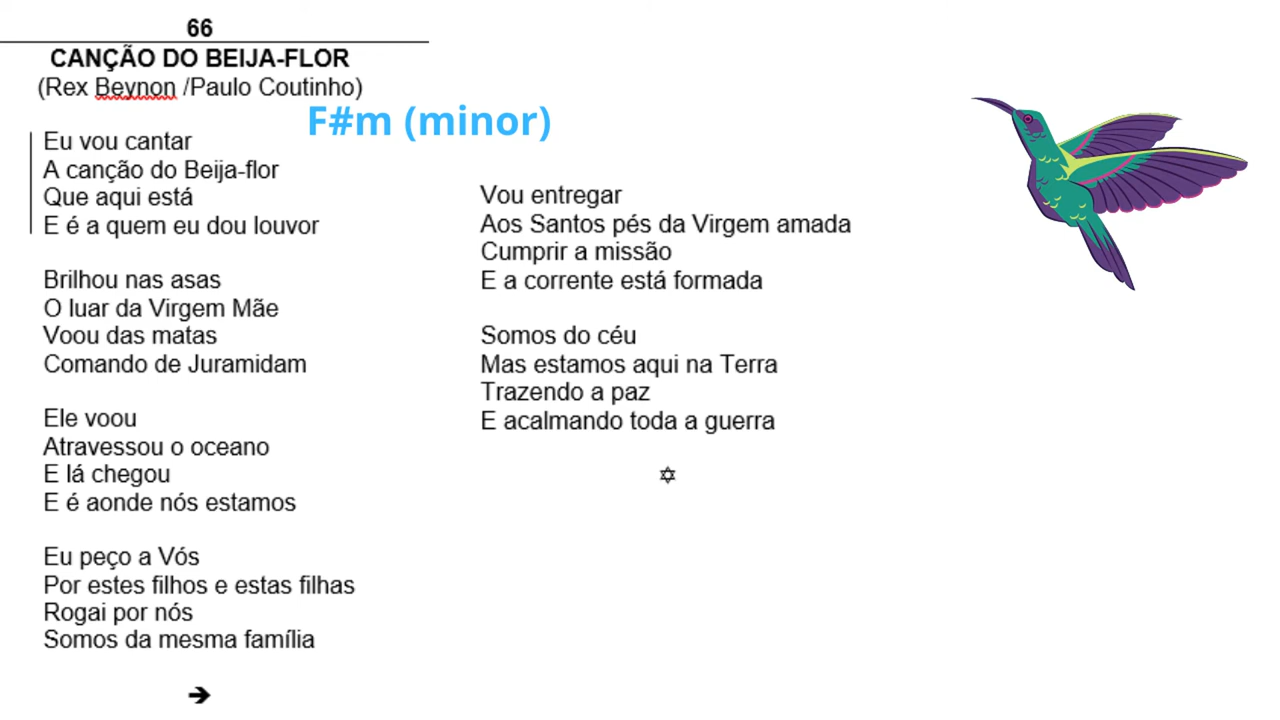 66
CANÇÃO DO BEIJA-FLOR
(Rex Beynon /Paulo Coutinho)
F#m (minor)
Eu vou cantar
A canção do Beija-flor
Que aqui está
E é a quem eu dou louvor
Brilhou nas asas
O luar da Virgem Mãe
Voou das matas
Comando de Juramidam
Ele voou
Atravessou o oceano
E lá chegou
E é aonde nós estamos
Eu peço a Vós
Por estes filhos e estas filhas
Rogai por nós
Somos da mesma família
Vou entregar
Aos Santos pés da Virgem amada
Cumprir a missão
E a corrente está formada
Somos do céu
Mas estamos aqui na Terra
Trazendo a paz
E acalmando toda a guerra